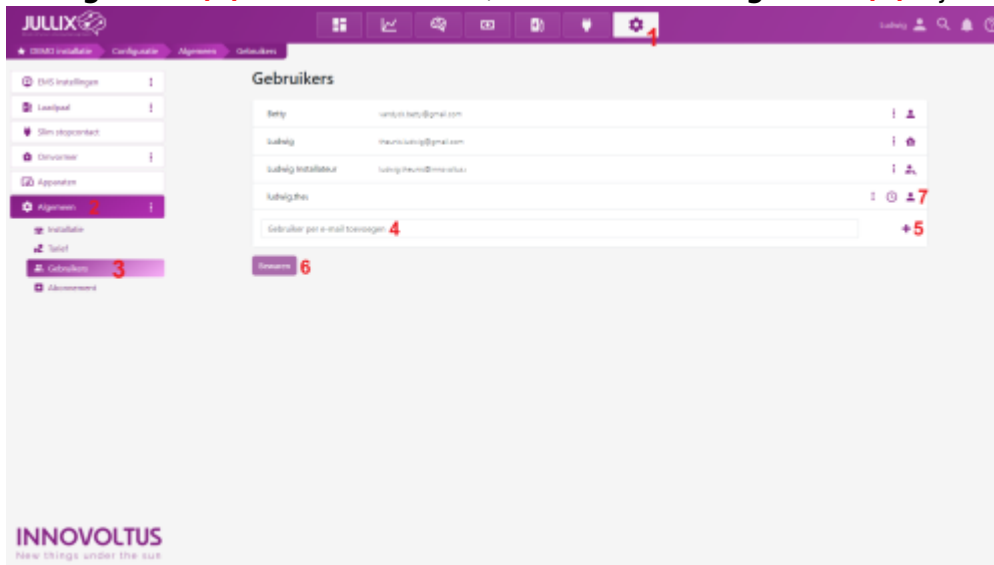 JULLIX
1
Ludwig
DEMO installatie
Configuratie
Algemeen
Gebruikers
EMS instellingen
Laadpaal
Slim stopcontact
Omvormer
Apparaten
Algemeen 2
Installatie
Tarief
Gebruikers 3
Abonnement
Gebruikers
Betty
Ludwig
Ludwig Installateur
ludwig.thes
7
Gebruiker per e-mail toevoegen 4
5
Bewaren 6
INNOVOLTUS
New things under the sun